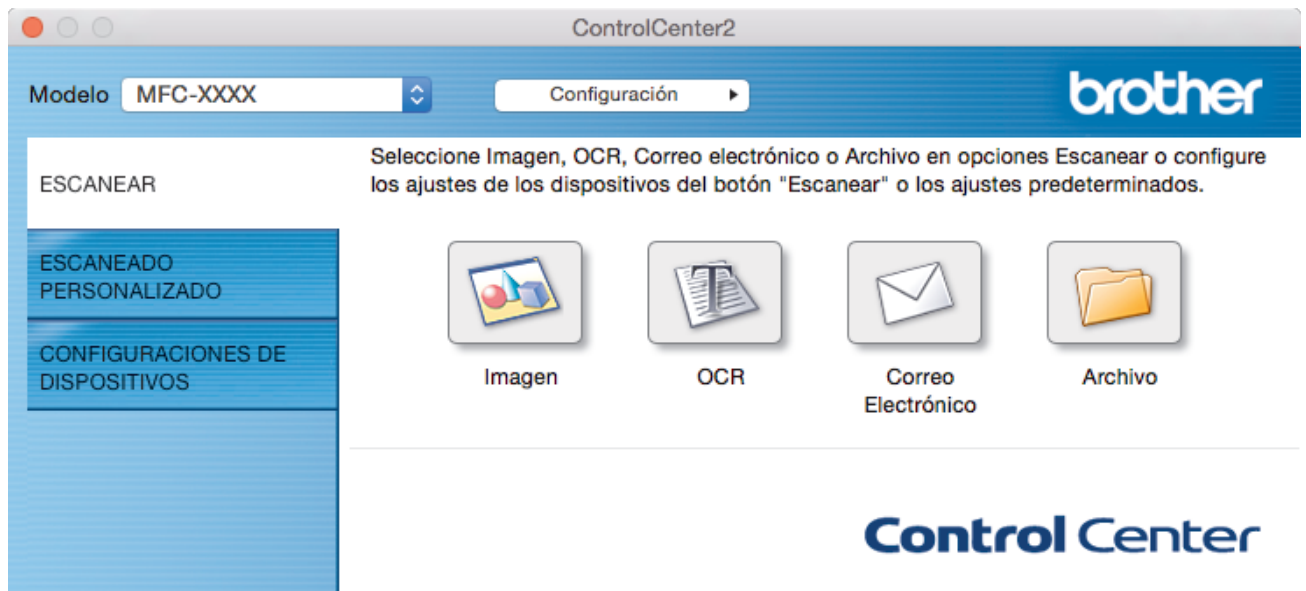 ControlCenter2
Modelo MFC-XXXX Configuración brother
ESCANEAR
Seleccione Imagen, OCR, Correo electrónico o Archivo en opciones Escanear o configure
los ajustes de los dispositivos del botón "Escanear" o los ajustes predeterminados.
ESCANEADO
PERSONALIZADO
CONFIGURACIONES DE
DISPOSITIVOS
Imagen
OCR
Correo
Electrónico
Archivo
Control Center